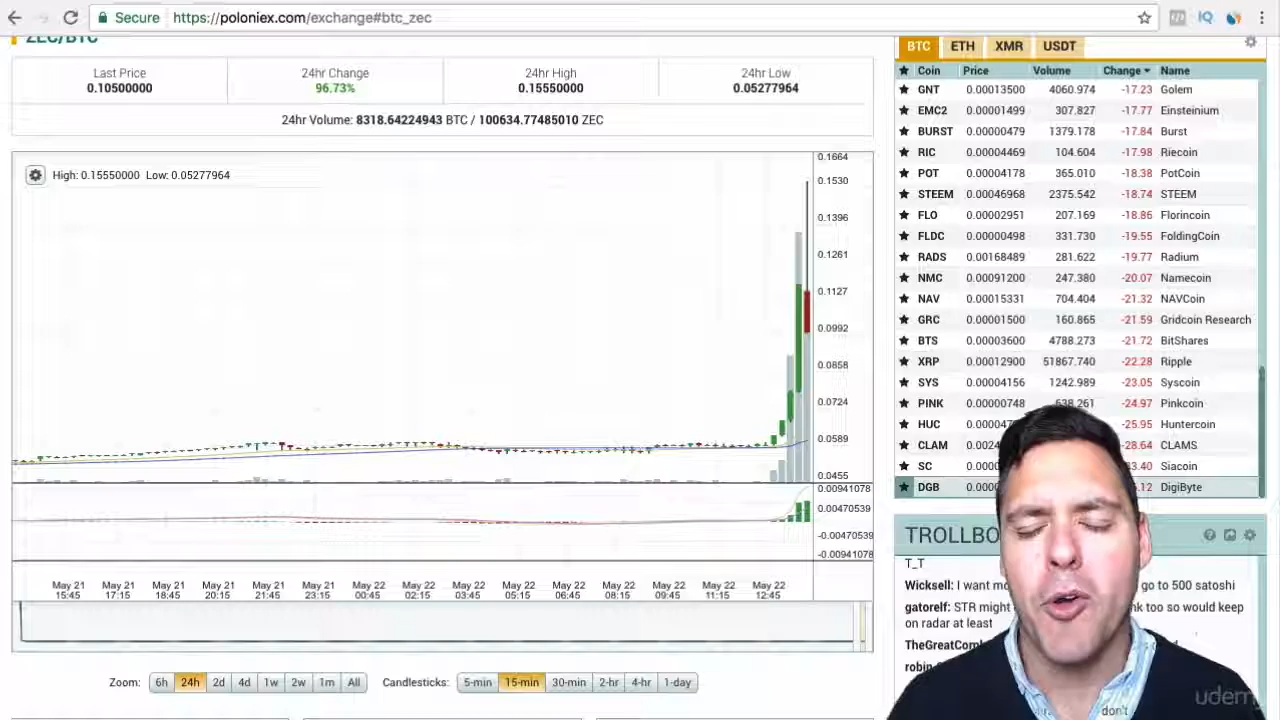 Secure https://poloniex.com/exchange#btc_zec
ZEC/BTC
Last Price
0.10500000
24hr Change
96.73%
24hr High
0.15550000
24hr Low
0.05277964
24hr Volume: 8318.64224943 BTC / 100634.77485010 ZEC
High: 0.15550000 Low: 0.05277964
0.1664
0.1530
0.1396
0.1261
0.1127
0.0992
0.0858
0.0724
0.0589
0.0455
0.00941078
0.00470539
-0.00470539
-0.00941078
May 21 15:45
May 21 17:15
May 21 18:45
May 21 20:15
May 21 21:45
May 21 23:15
May 22 00:45
May 22 02:15
May 22 03:45
May 22 05:15
May 22 06:45
May 22 08:15
May 22 09:45
May 22 11:15
May 22 12:45
Zoom: 6h 24h 2d 4d 1w 2w 1m All Candlesticks: 5-min 15-min 30-min 2-hr 4-hr 1-day
BTC ETH XMR USDT
Coin Price Volume Change Name
GNT 0.00013500 4060.974 -17.23 Golem
EMC2 0.00001499 307.827 -17.77 Einsteinium
BURST 0.00000479 1379.178 -17.84 Burst
RIC 0.00004469 104.604 -17.98 Riecoin
POT 0.00004178 365.010 -18.38 PotCoin
STEEM 0.00046968 2375.542 -18.74 STEEM
FLO 0.00002951 207.169 -18.86 Florincoin
FLDC 0.00000498 331.730 -19.55 FoldingCoin
RADS 0.00168489 281.622 -19.77 Radium
NMC 0.00091200 247.380 -20.07 Namecoin
NAV 0.00015331 704.404 -21.32 NAVCoin
GRC 0.00001500 160.865 -21.59 Gridcoin Research
BTS 0.00003600 4788.273 -21.72 BitShares
XRP 0.00012900 51867.740 -22.28 Ripple
SYS 0.00004156 1242.989 -23.05 Syscoin
PINK 0.00000748 638.261 -24.97 Pinkcoin
HUC -25.95 Huntercoin
CLAM -28.64 CLAMS
SC Siacoin
DGB DigiByte
TROLLBO
T_T
Wicksell: I want go to 500 satoshi
gatorelf: STR might too so would keep
on radar at least
don't
udemy